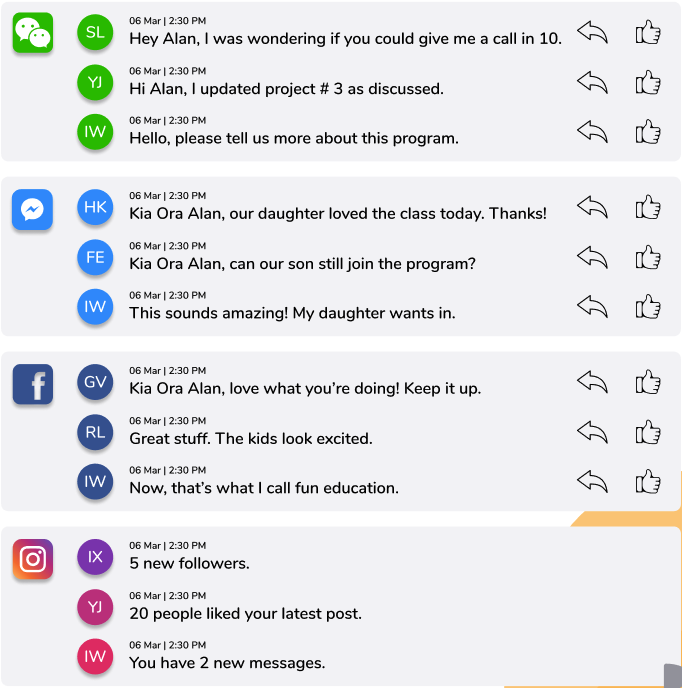 SL
06 Mar | 2:30 PM
Hey Alan, I was wondering if you could give me a call in 10.
YJ
06 Mar | 2:30 PM
Hi Alan, I updated project # 3 as discussed.
IW
06 Mar | 2:30 PM
Hello, please tell us more about this program.
HK
06 Mar | 2:30 PM
Kia Ora Alan, our daughter loved the class today. Thanks!
FE
06 Mar | 2:30 PM
Kia Ora Alan, can our son still join the program?
IW
06 Mar | 2:30 PM
This sounds amazing! My daughter wants in.
f
GV
06 Mar | 2:30 PM
Kia Ora Alan, love what you’re doing! Keep it up.
RL
06 Mar | 2:30 PM
Great stuff. The kids look excited.
IW
06 Mar | 2:30 PM
Now, that’s what I call fun education.
IX
06 Mar | 2:30 PM
5 new followers.
YJ
06 Mar | 2:30 PM
20 people liked your latest post.
IW
06 Mar | 2:30 PM
You have 2 new messages.